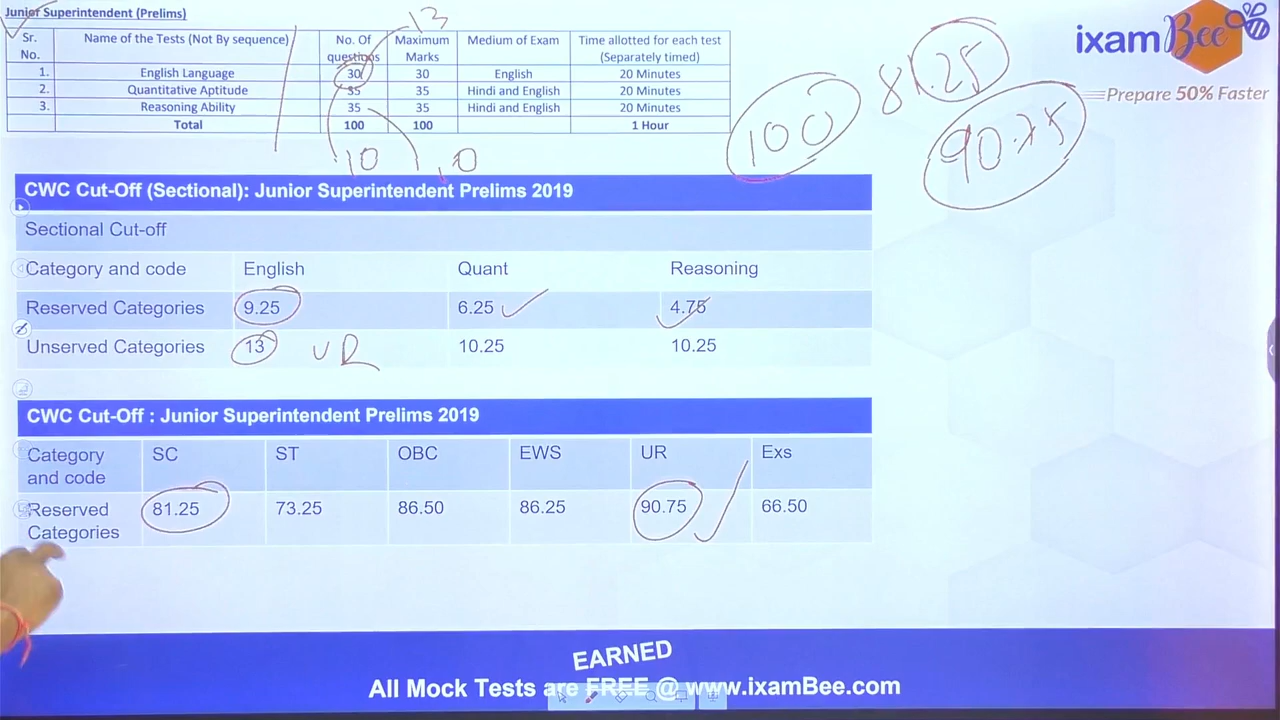 Junior Superintendent (Prelims)
Sr. No. Name of the Tests (Not By sequence) No. Of questions Maximum Marks Medium of Exam Time allotted for each test (Separately timed)
1. English Language 30 30 English 20 Minutes
2. Quantitative Aptitude 35 35 Hindi and English 20 Minutes
3. Reasoning Ability 35 35 Hindi and English 20 Minutes
Total 100 100 1 Hour
13
10 10
100
81.25
90.75
ixamBee
Prepare 50% Faster
CWC Cut-Off (Sectional): Junior Superintendent Prelims 2019
Sectional Cut-off
Category and code English Quant Reasoning
Reserved Categories 9.25 6.25 4.75
Unserved Categories 13 UR 10.25 10.25
CWC Cut-Off : Junior Superintendent Prelims 2019
Category and code SC ST OBC EWS UR Exs
Reserved Categories 81.25 73.25 86.50 86.25 90.75 66.50
EARNED
All Mock Tests are FREE @ www.ixamBee.com